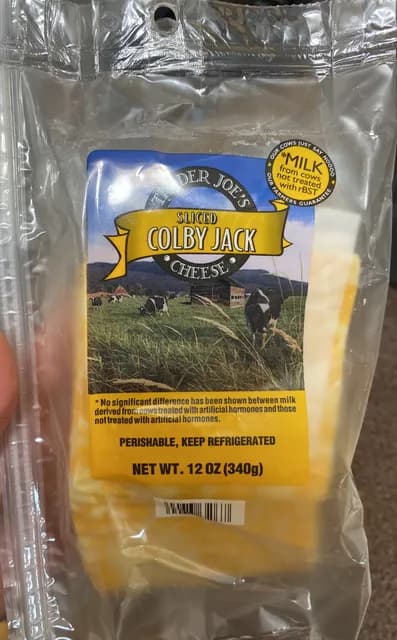 OUR COWS JUST SAY MOOOO
*MILK
from cows
not treated
with rBST
OUR FARMERS GUARANTEE
DER JOE'S
SLICED
COLBY JACK
CHEESE
* No significant difference has been shown between milk
derived from cows treated with artificial hormones and those
not treated with artificial hormones.
PERISHABLE, KEEP REFRIGERATED
NET WT. 12 OZ (340g)